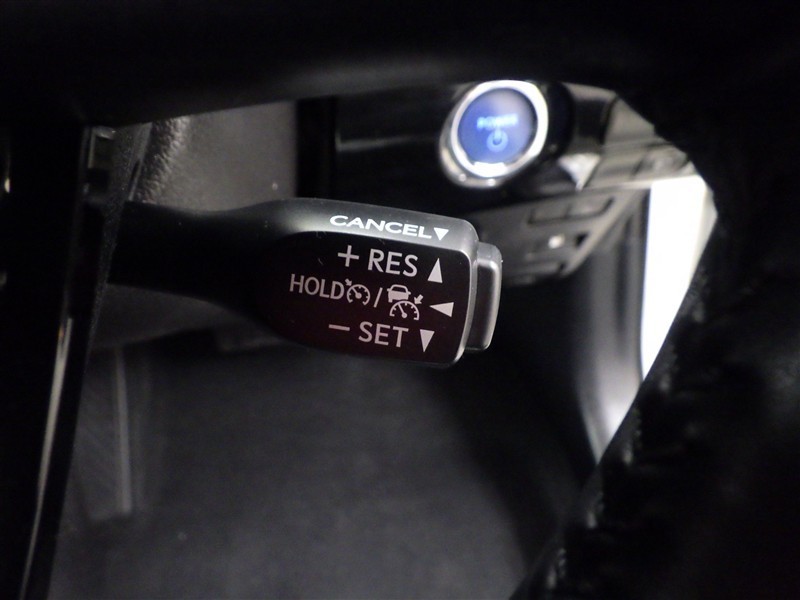 POWER
CANCEL▼
+ RES ▲
HOLD / ◀
− SET ▼